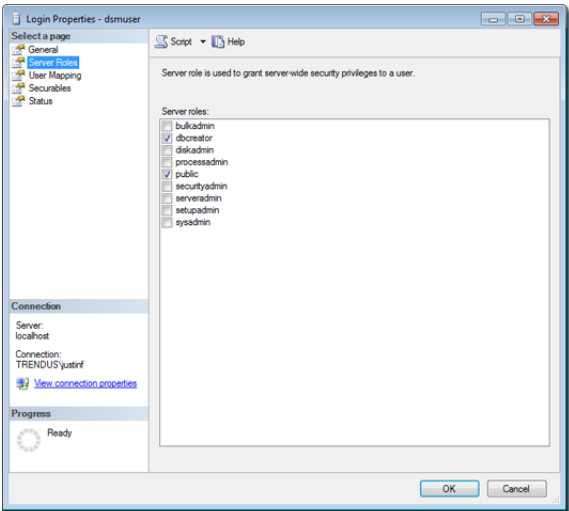 Login Properties - dsmuser
Select a page
General
Server Roles
User Mapping
Securables
Status
Script
Help
Server role is used to grant server-wide security privileges to a user.
Server roles:
bulkadmin
dbcreator
diskadmin
processadmin
public
securityadmin
serveradmin
setupadmin
sysadmin
Connection
Server:
localhost
Connection:
TRENDUS\justinf
View connection properties
Progress
Ready
OK
Cancel